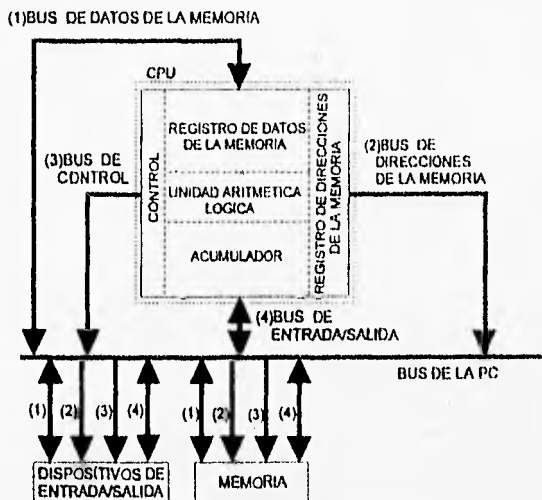 (1)BUS DE DATOS DE LA MEMORIA
CPU
REGISTRO DE DATOS
DE LA MEMORIA
UNIDAD ARITMETICA
LOGICA
ACUMULADOR
CONTROL
REGISTRO DE DIRECCIONES
DE LA MEMORIA
(3)BUS DE
CONTROL
(2)BUS DE
DIRECCIONES
DE LA MEMORIA
(4)BUS DE
ENTRADA/SALIDA
BUS DE LA PC
(1) (2) (3) (4) (1) (2) (3) (4)
DISPOSITIVOS DE
ENTRADA/SALIDA
MEMORIA